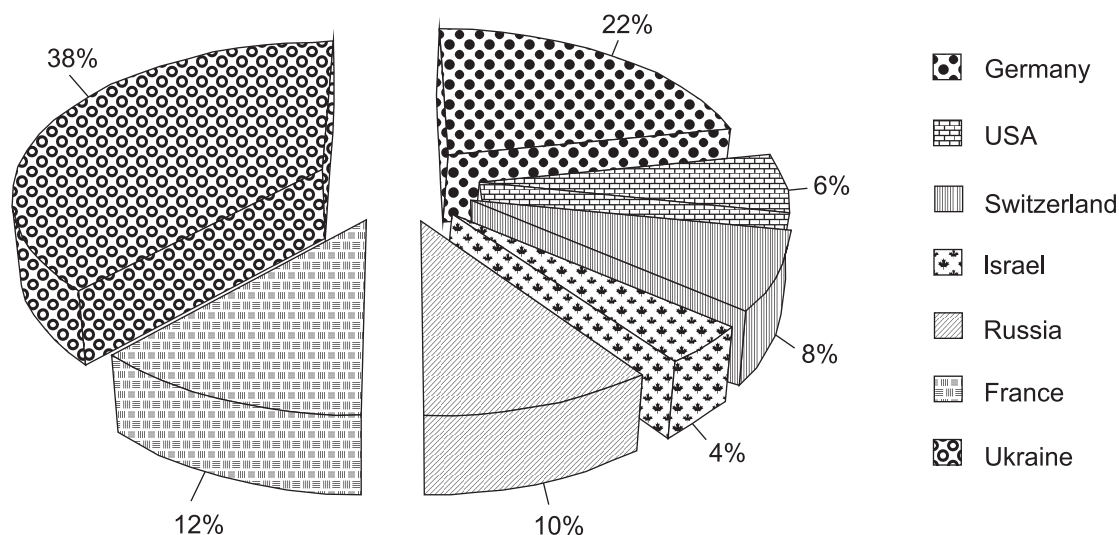 22%
38%
6%
8%
4%
10%
12%
Germany
USA
Switzerland
Israel
Russia
France
Ukraine